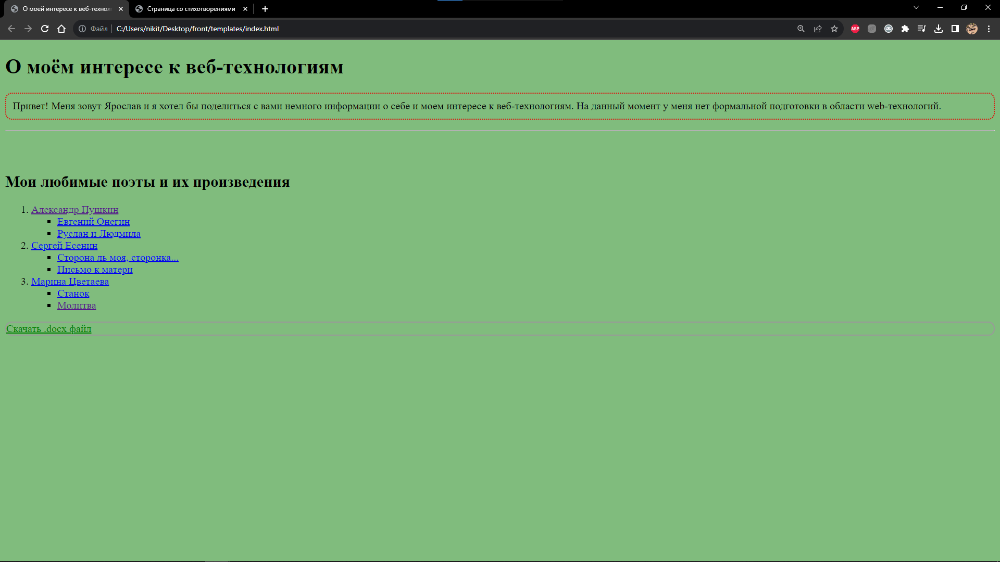 О моей интересе к веб-технол
Страница со стихотворениями
Файл
C:/Users/nikit/Desktop/front/templates/index.html
ABP
О моём интересе к веб-технологиям
Привет! Меня зовут Ярослав и я хотел бы поделиться с вами немного информации о себе и моем интересе к веб-технологиям. На данный момент у меня нет формальной подготовки в области web-технологий.
Мои любимые поэты и их произведения
1. Александр Пушкин
Евгений Онегин
Руслан и Людмила
2. Сергей Есенин
Сторона ль моя, сторонка...
Письмо к матери
3. Марина Цветаева
Станок
Молитва
Скачать .docx файл